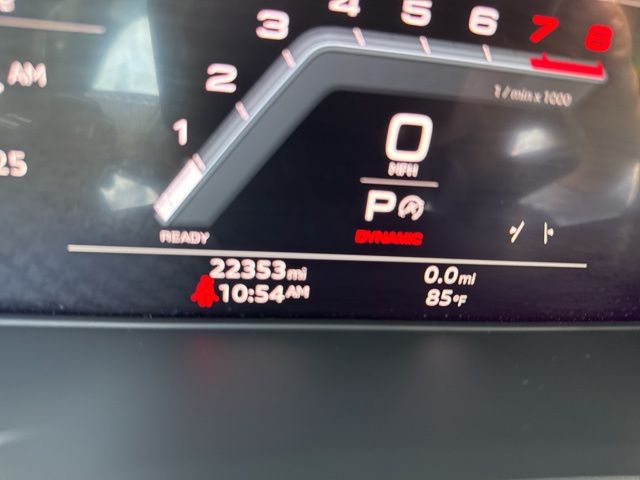 3 4 5 6 7 8
AM
2
1/min x 1000
1
0
25
MPH
P
READY
DYNAMIC
22353mi
0.0mi
10:54AM
85°F